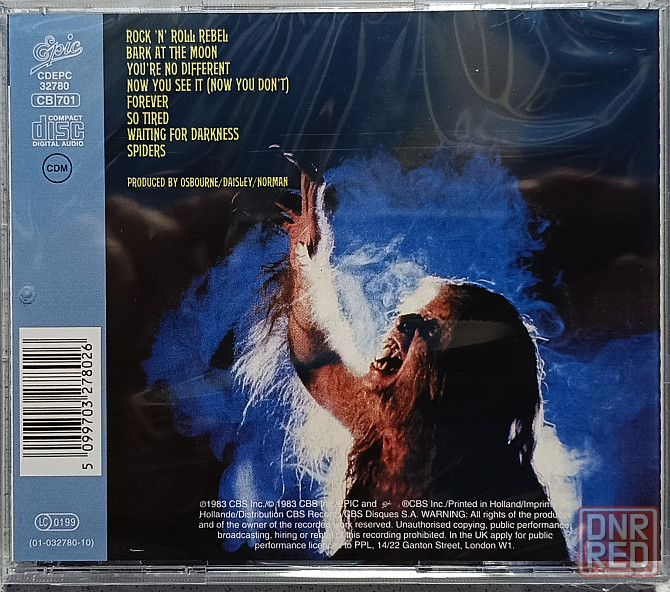 Epic
CDEPC
32780
CB 701
COMPACT
disc
DIGITAL AUDIO
CDM
5 099703 278026
LC 0199
(01-032780-10)
ROCK 'N' ROLL REBEL
BARK AT THE MOON
YOU'RE NO DIFFERENT
NOW YOU SEE IT (NOW YOU DON'T)
FOREVER
SO TIRED
WAITING FOR DARKNESS
SPIDERS
PRODUCED BY OSBOURNE/DAISLEY/NORMAN
℗1983 CBS Inc./© 1983 CBS Inc./EPIC and ®CBS Inc./Printed in Holland/Imprimé
Hollande/Distribution CBS Records/CBS Disques S.A. WARNING: All rights of the producer
and of the owner of the recorded work reserved. Unauthorised copying, public performance,
broadcasting, hiring or rental of this recording prohibited. In the UK apply for public
performance licences to PPL, 14/22 Ganton Street, London W1.
DNR
RED